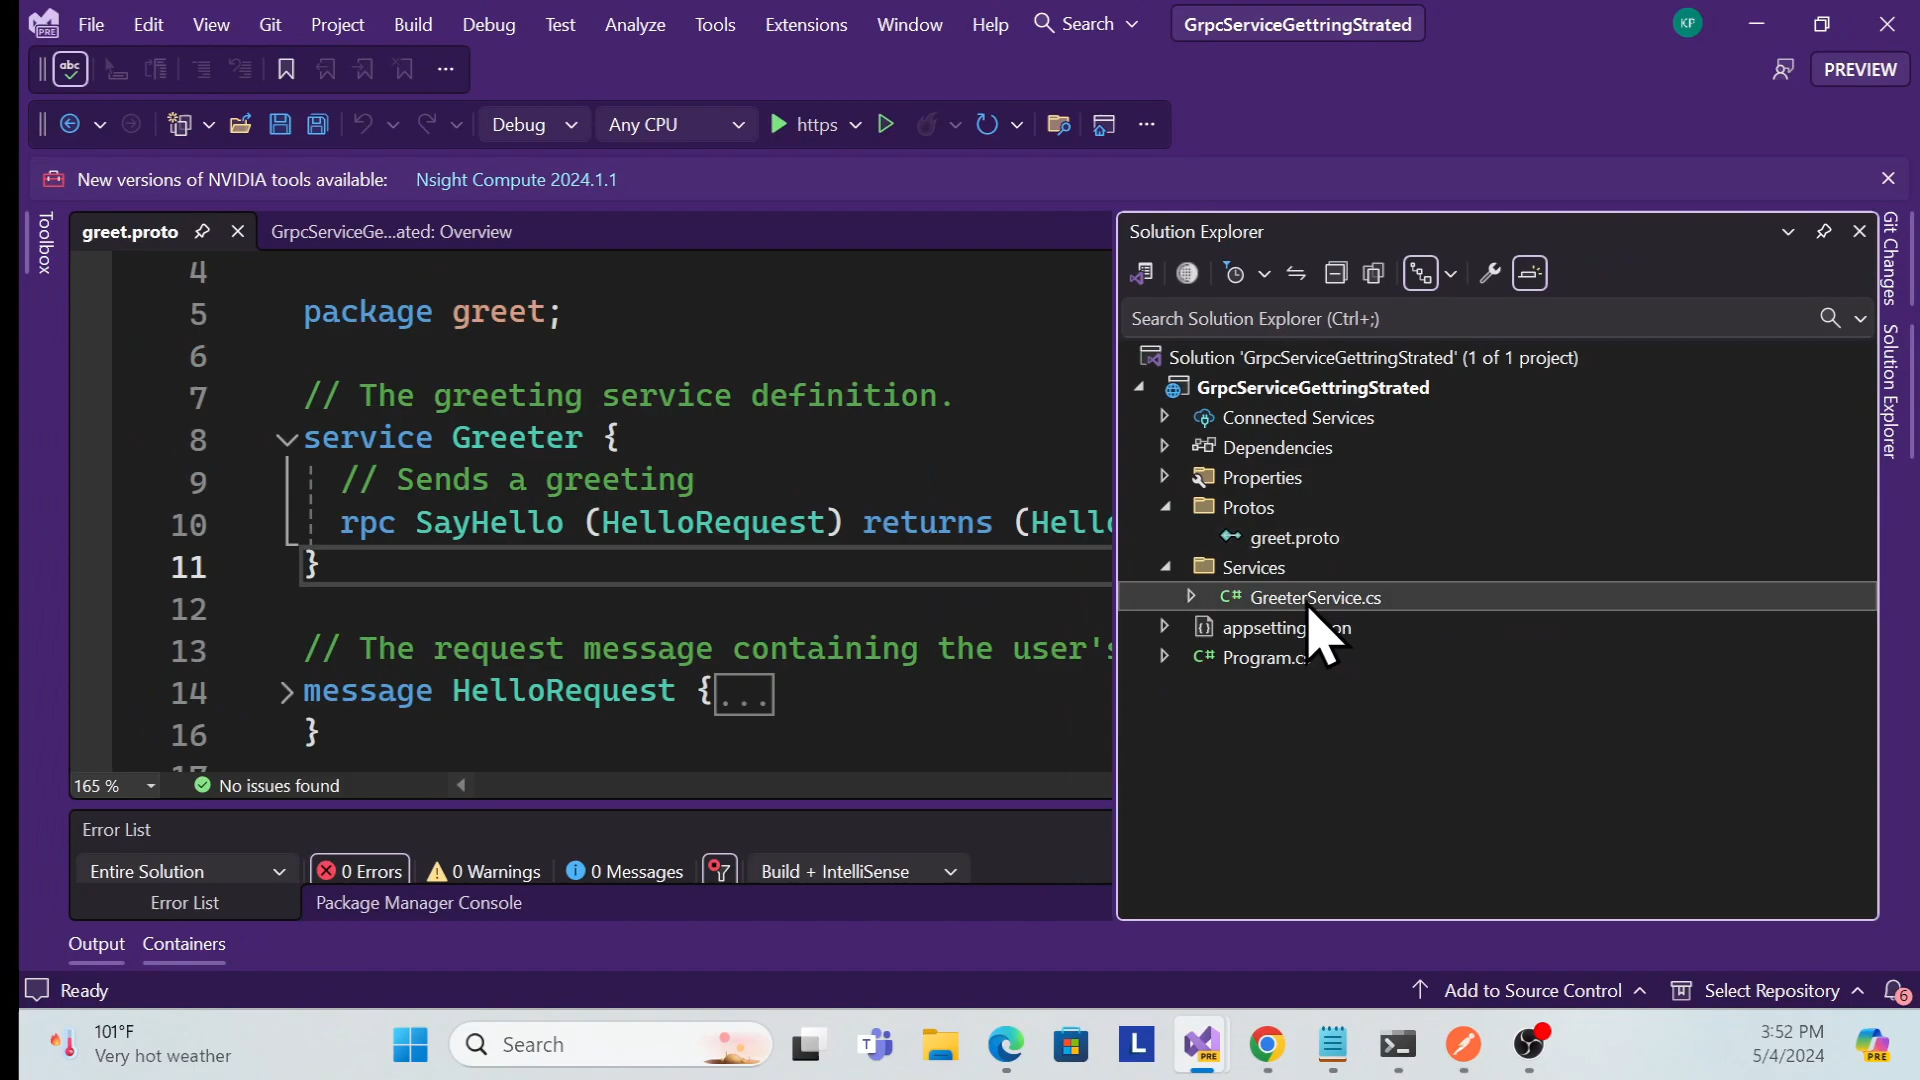 File Edit View Git Project Build Debug Test Analyze Tools Extensions Window Help Search GrpcServiceGettringStrated KP
abc PREVIEW
Debug Any CPU https
New versions of NVIDIA tools available: Nsight Compute 2024.1.1
Toolbox
greet.proto GrpcServiceGe...ated: Overview
4
5 package greet;
6
7 // The greeting service definition.
8 service Greeter {
9 // Sends a greeting
10 rpc SayHello (HelloRequest) returns (Hello
11 }
12
13 // The request message containing the user's
14 message HelloRequest {...
16 }
165 % No issues found
Error List
Entire Solution 0 Errors 0 Warnings 0 Messages Build + IntelliSense
Error List Package Manager Console
Output Containers
Solution Explorer
Search Solution Explorer (Ctrl+;)
Solution 'GrpcServiceGettringStrated' (1 of 1 project)
GrpcServiceGettringStrated
Connected Services
Dependencies
Properties
Protos
greet.proto
Services
C# GreeterService.cs
C# 
Git Changes
Solution Explorer
Ready Add to Source Control Select Repository 6
101°F
Very hot weather
Search
T
PRE
L
PRE
3:52 PM
5/4/2024
PRE